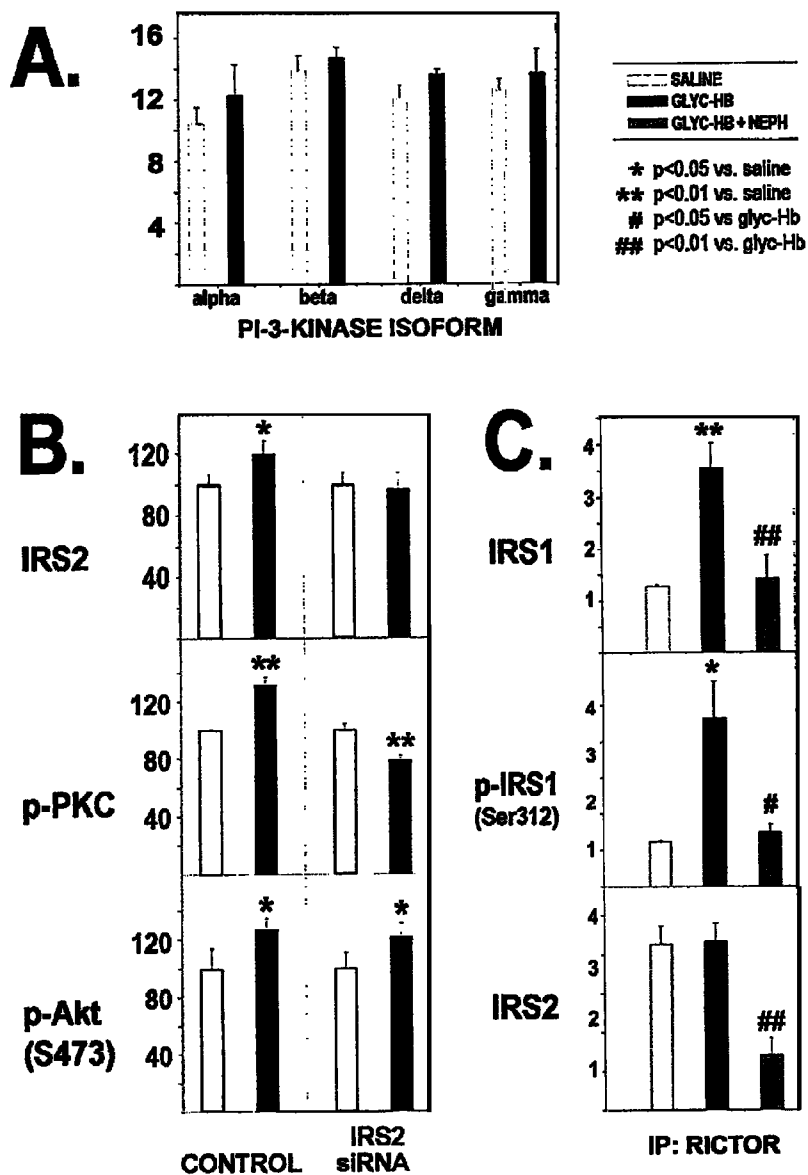 A.
16
12
8
4
alpha beta delta gamma
PI-3-KINASE ISOFORM
SALINE
GLYC-HB
GLYC-HB + NEPH
* p<0.05 vs. saline
** p<0.01 vs. saline
# p<0.05 vs glyc-Hb
## p<0.01 vs. glyc-Hb
B.
IRS2
120
80
40
*
p-PKC
120
80
40
**
**
p-Akt
(S473)
120
80
40
*
*
CONTROL
IRS2
siRNA
C.
IRS1
4
3
2
1
**
##
p-IRS1
(Ser312)
4
3
2
1
*
#
IRS2
4
3
2
1
##
IP: RICTOR